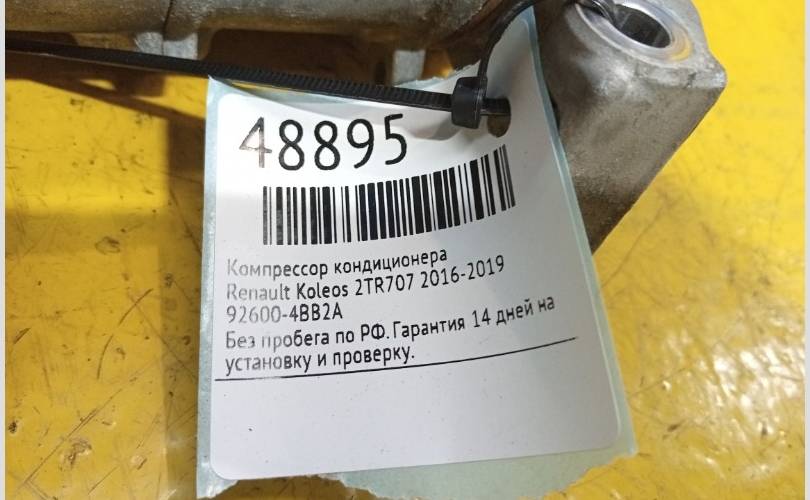 48895
Компрессор кондиционера
Renault Koleos 2TR707 2016-2019
92600-4BB2A
Без пробега по РФ. Гарантия 14 дней на
установку и проверку.